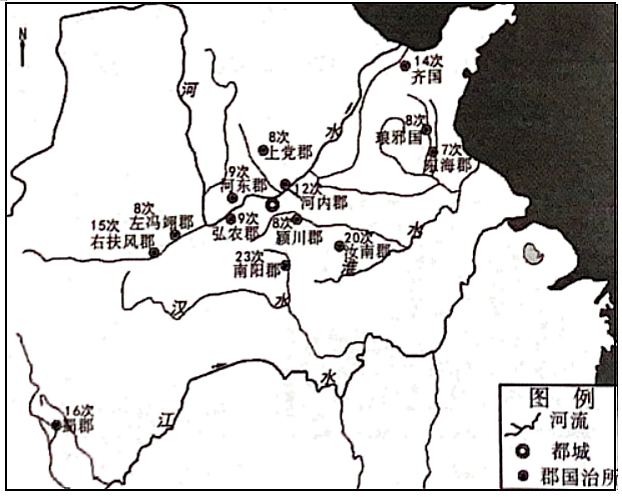 N
14次
齐国
河
水
8次
琅邪国
8次
上党郡
7次
东海郡
9次
河东郡
12次
河内郡
8次
左冯翊郡
15次
右扶风郡
9次
弘农郡
8次
颍川郡
20次
汝南郡
淮
水
23次
南阳郡
汉
水
16次
蜀郡
江
水
图 例
河流
都城
郡国治所